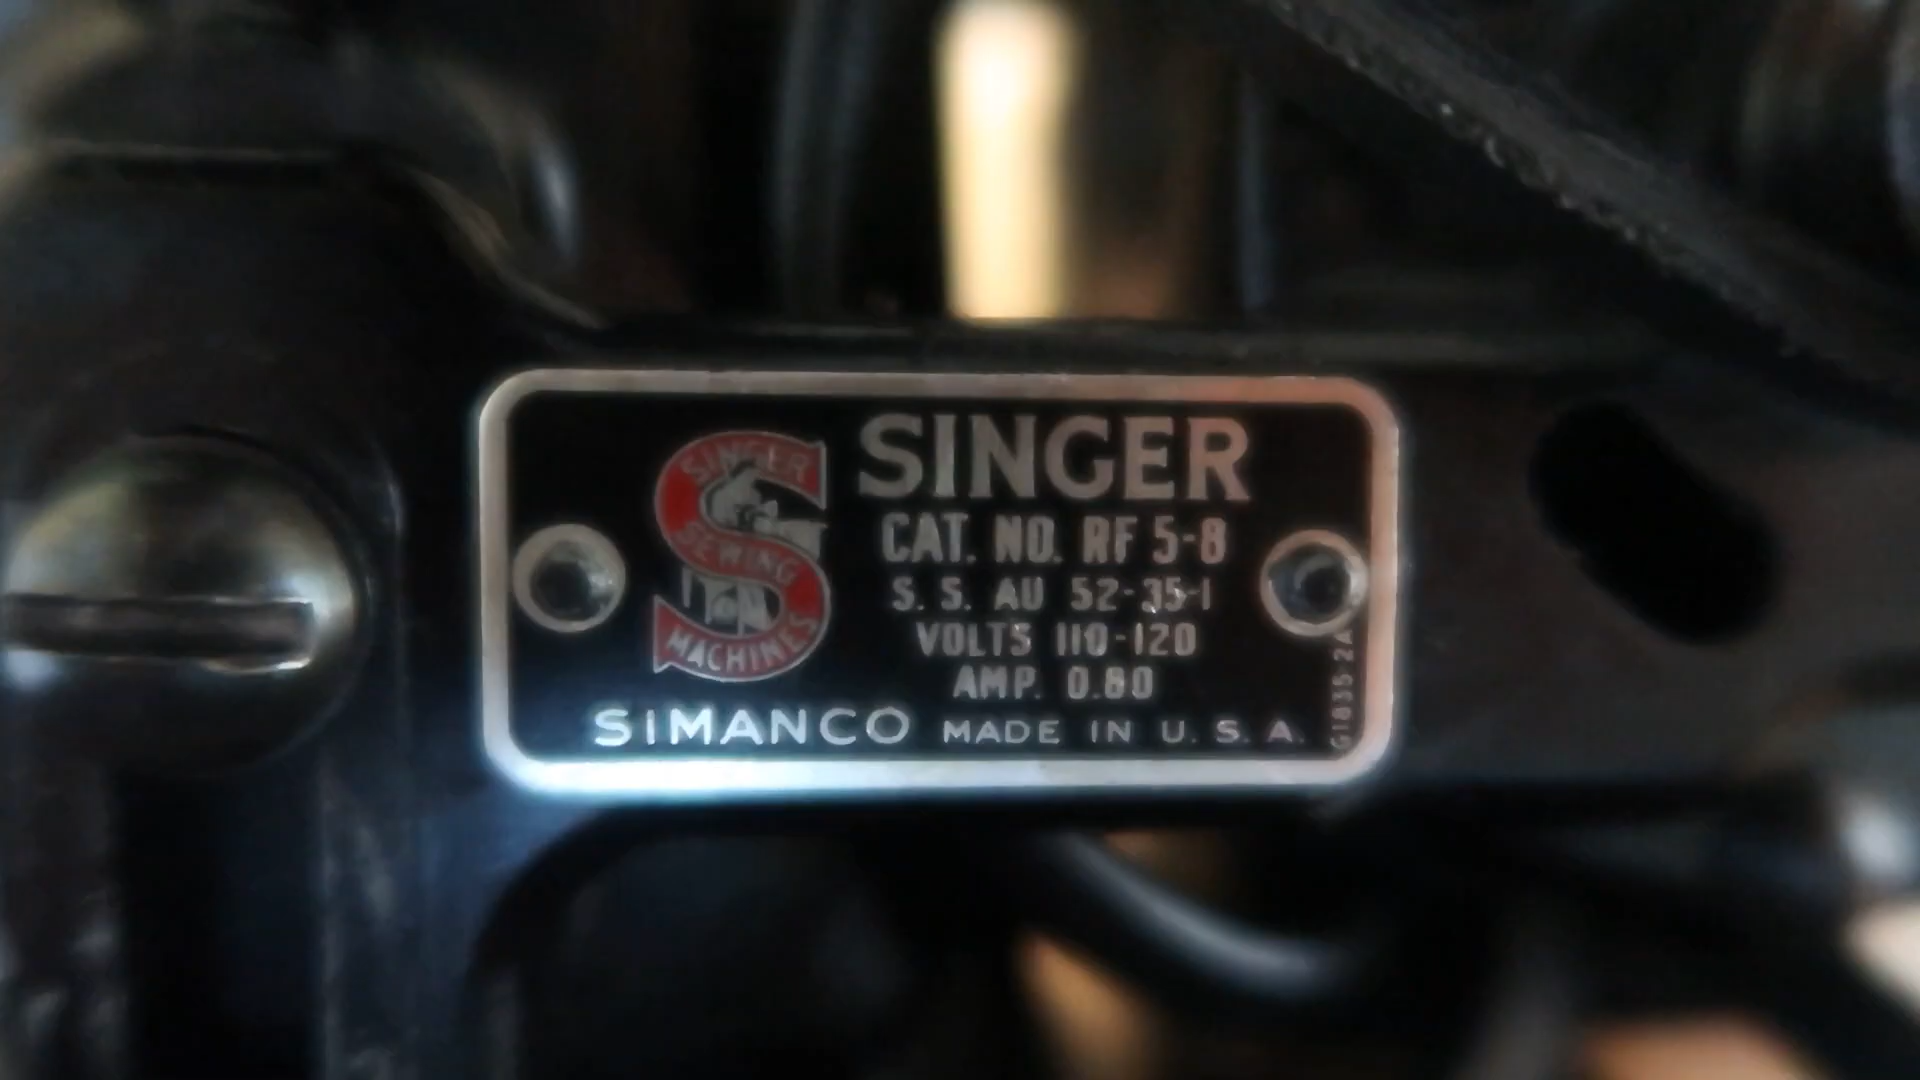 SINGER
SEWING
MACHINES
SINGER
CAT. NO. RF 5-8
S. S. AU 52-35-1
VOLTS 110-120
AMP. 0.80
SIMANCO MADE IN U. S. A.
G1835-2A